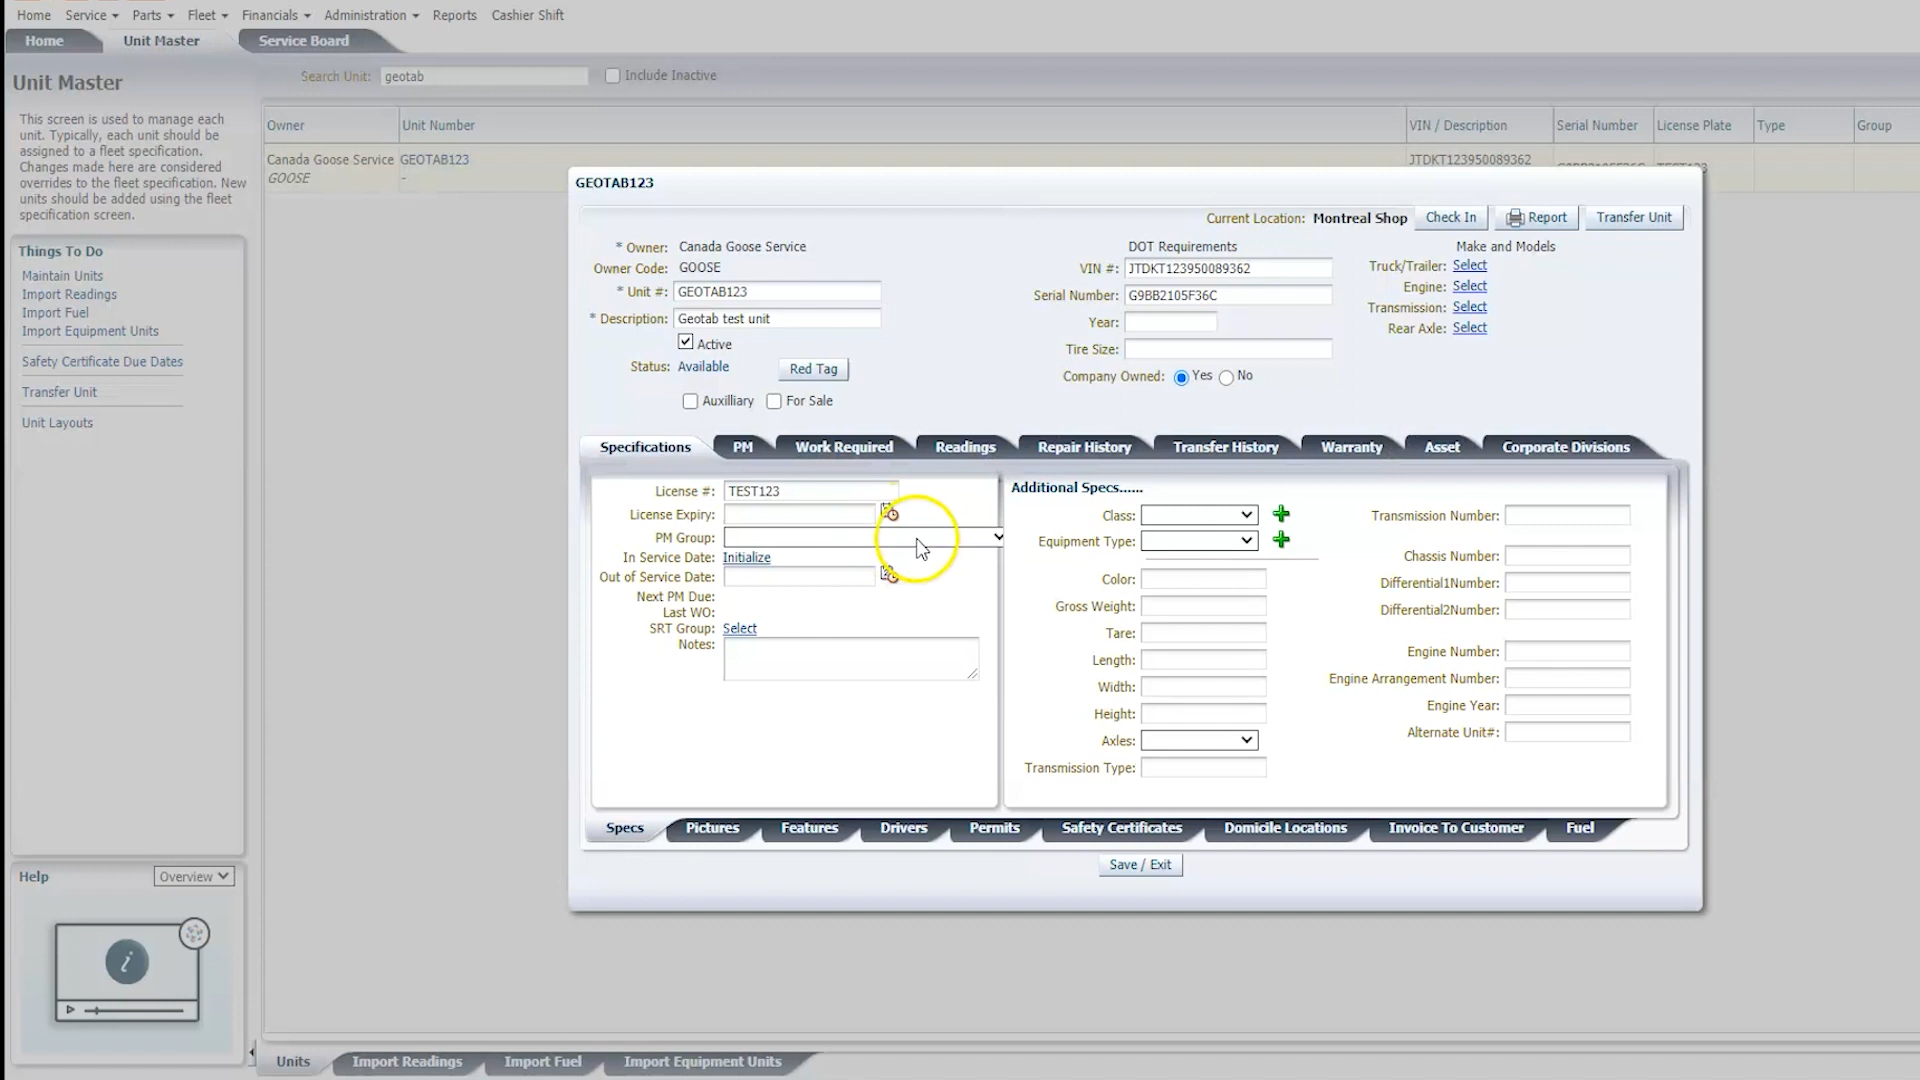 Home Service Parts Fleet Financials Administration Reports Cashier Shift
Home Unit Master Service Board
Unit Master
This screen is used to manage each
unit. Typically, each unit should be
assigned to a fleet specification.
Changes made here are considered
overrides to the fleet specification. New
units should be added using the fleet
specification screen.
Things To Do
Maintain Units
Import Readings
Import Fuel
Import Equipment Units
Safety Certificate Due Dates
Transfer Unit
Unit Layouts
Help Overview
Search Unit: geotab Include Inactive
Owner Unit Number VIN / Description Serial Number License Plate Type Group
Canada Goose Service GEOTAB123 JTDKT123950089362
GOOSE -
GEOTAB123
Current Location: Montreal Shop Check In Report Transfer Unit
* Owner: Canada Goose Service
Owner Code: GOOSE
* Unit #: GEOTAB123
* Description: Geotab test unit
Active
Status: Available Red Tag
Auxilliary For Sale
DOT Requirements
VIN #: JTDKT123950089362
Serial Number: G9BB2105F36C
Year:
Tire Size:
Company Owned: Yes No
Make and Models
Truck/Trailer: Select
Engine: Select
Transmission: Select
Rear Axle: Select
Specifications PM Work Required Readings Repair History Transfer History Warranty Asset Corporate Divisions
License #: TEST123
License Expiry:
PM Group:
In Service Date: Initialize
Out of Service Date:
Next PM Due:
Last WO:
SRT Group: Select
Notes:
Additional Specs......
Class:
Equipment Type:
Color:
Gross Weight:
Tare:
Length:
Width:
Height:
Axles:
Transmission Type:
Transmission Number:
Chassis Number:
Differential1Number:
Differential2Number:
Engine Number:
Engine Arrangement Number:
Engine Year:
Alternate Unit#:
Specs Pictures Features Drivers Permits Safety Certificates Domicile Locations Invoice To Customer Fuel
Save / Exit
Units Import Readings Import Fuel Import Equipment Units